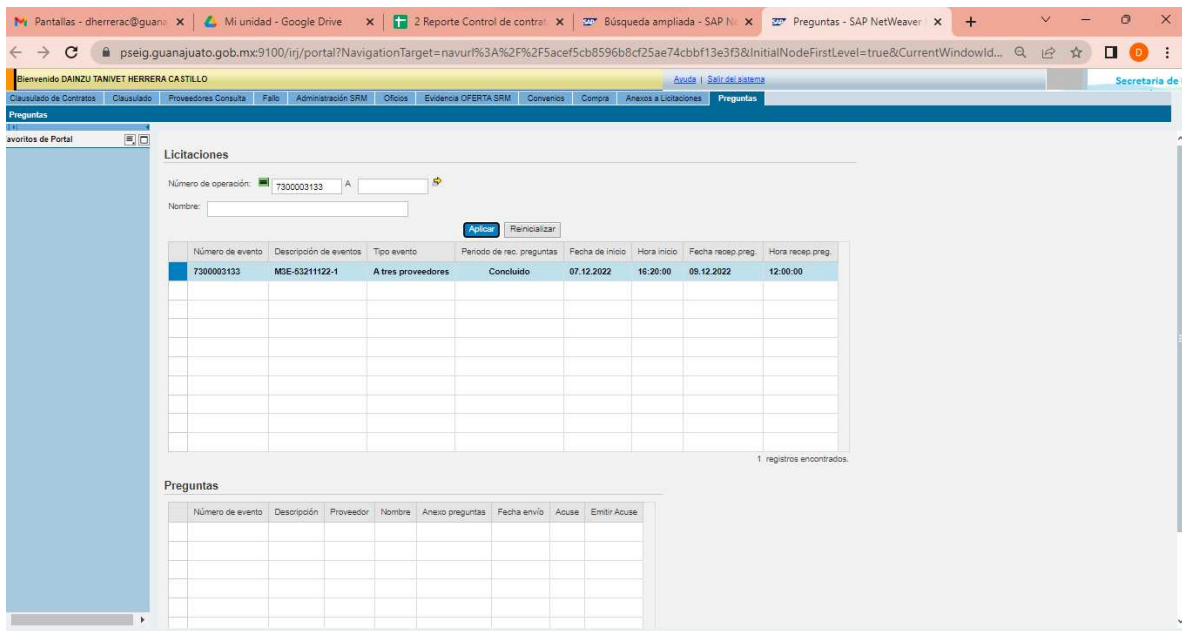 Pantallas - dherrerac@guana
Mi unidad - Google Drive
2 Reporte Control de contrat
Búsqueda ampliada - SAP Ne
Preguntas - SAP NetWeaver
pseig.guanajuato.gob.mx:9100/irj/portal?NavigationTarget=navurl%3A%2F%2F5acef5cb8596b8cf25ae74cbbf13e3f3&InitialNodeFirstLevel=true&CurrentWindowId... D
Bienvenido DAINZU TANIVET HERRERA CASTILLO
Ayuda | Salir del sistema
Secretaria de
Clausulado de Contratos Clausulado Proveedores Consulta Fallo Administración SRM Oficios Evidencia OFERTA SRM Convenios Compra Anexos a Licitaciones Preguntas
Preguntas
avoritos de Portal
Licitaciones
Número de operación: 7300003133 A
Nombre:
Aplicar Reinicializar
Número de evento Descripción de eventos Tipo evento Periodo de rec. preguntas Fecha de inicio Hora inicio Fecha recep.preg. Hora recep.preg.
7300003133 M3E-53211122-1 A tres proveedores Concluido 07.12.2022 16:20:00 09.12.2022 12:00:00
1 registros encontrados.
Preguntas
Número de evento Descripción Proveedor Nombre Anexo preguntas Fecha envío Acuse Emitir Acuse